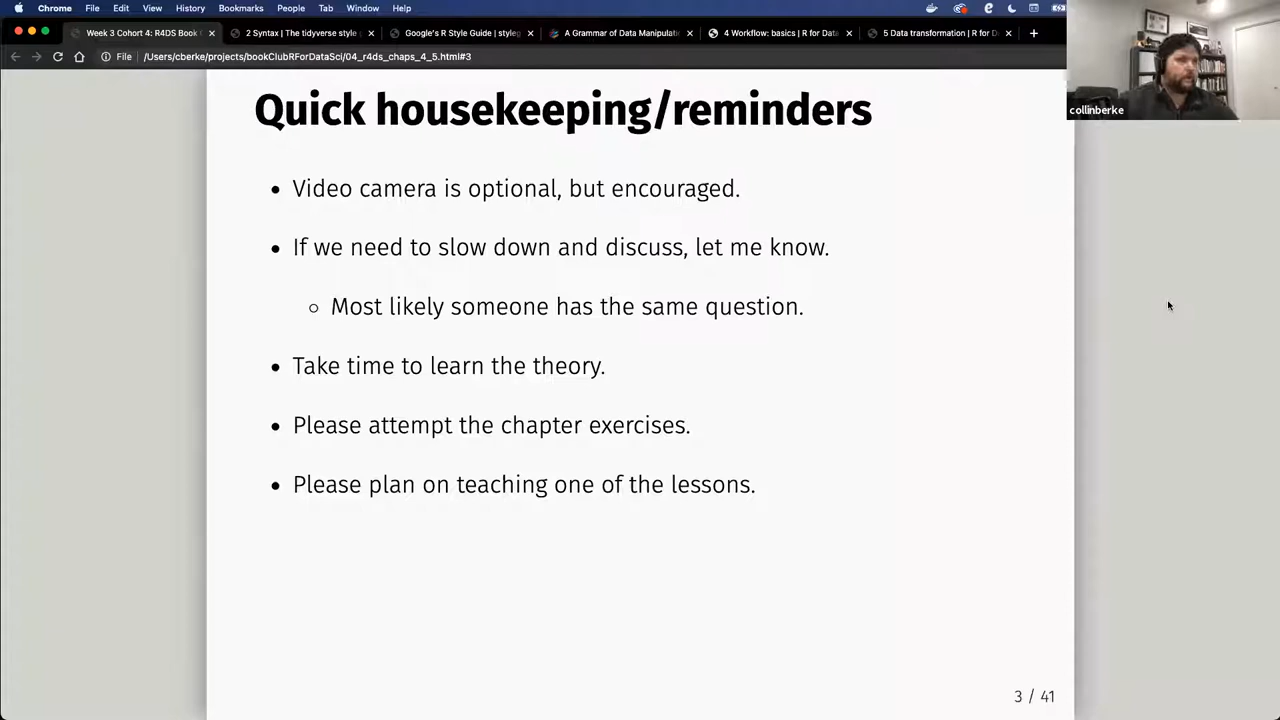 Chrome File Edit View History Bookmarks People Tab Window Help
Week 3 Cohort 4: R4DS Book
2 Syntax | The tidyverse style
Google's R Style Guide | styleg
A Grammar of Data Manipulati
4 Workflow: basics | R for Data
5 Data transformation | R for D
File /Users/cberke/projects/bookClubRForDataSci/04_r4ds_chaps_4_5.html#3
collinberke
Quick housekeeping/reminders
• Video camera is optional, but encouraged.
• If we need to slow down and discuss, let me know.
○ Most likely someone has the same question.
• Take time to learn the theory.
• Please attempt the chapter exercises.
• Please plan on teaching one of the lessons.
3 / 41